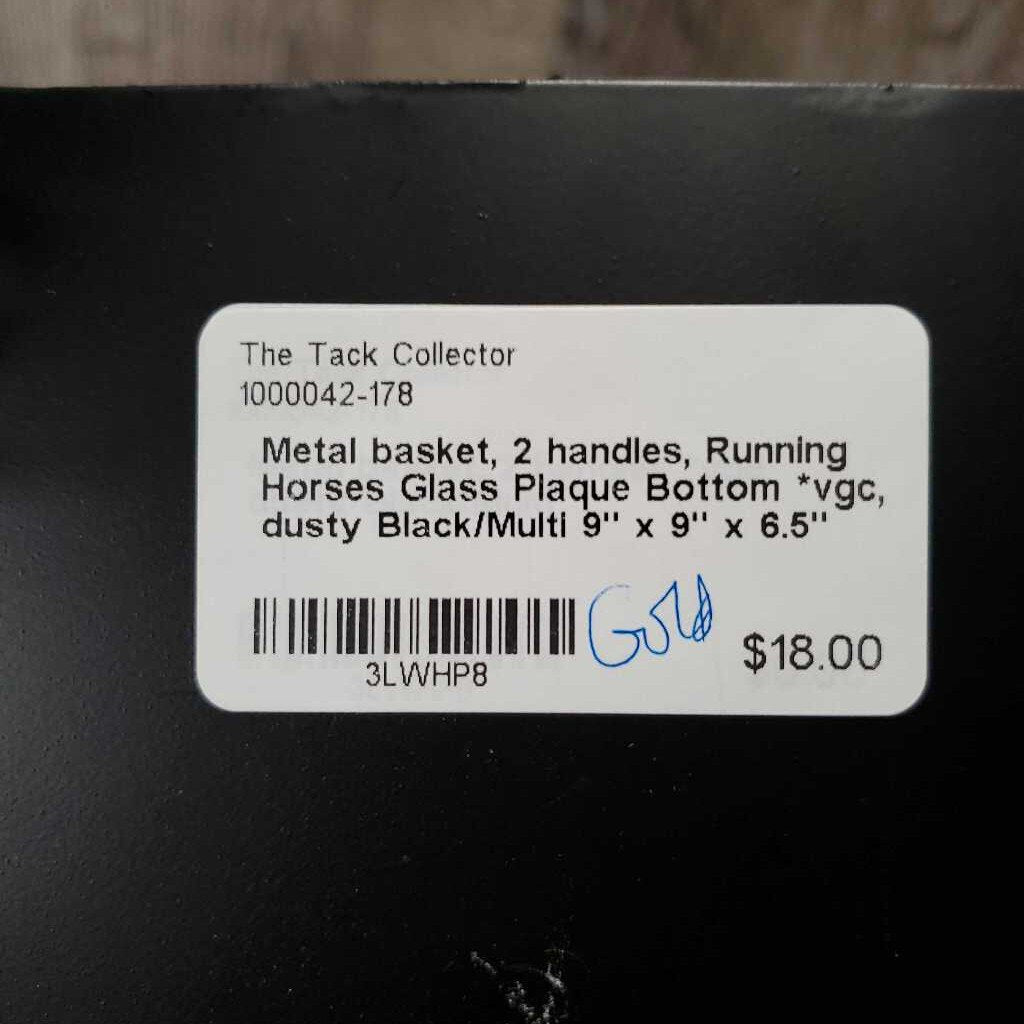 The Tack Collector
1000042-178
Metal basket, 2 handles, Running
Horses Glass Plaque Bottom *vgc,
dusty Black/Multi 9" x 9" x 6.5"
Gold
$18.00
3LWHP8